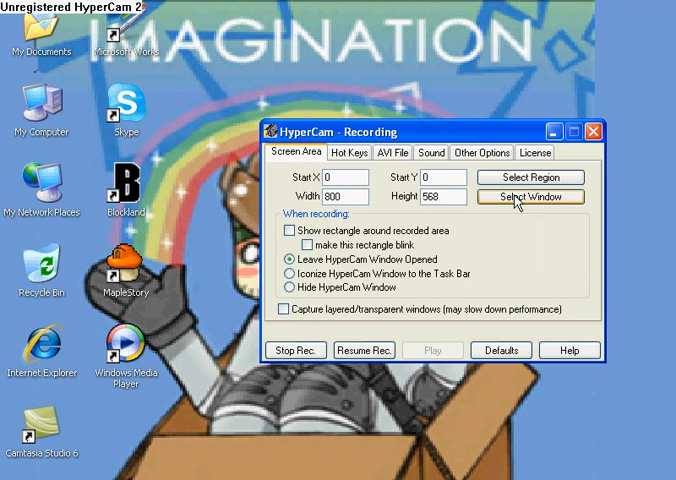 Unregistered HyperCam 2
IMAGINATION
My Documents
Microsoft Works
My Computer
Skype
My Network Places
Blockland
Recycle Bin
MapleStory
Internet Explorer
Windows Media
Player
Camtasia Studio 6
HyperCam - Recording
Screen Area
Hot Keys
AVI File
Sound
Other Options
License
Start X 0
Start Y 0
Select Region
Width 800
Height 568
Select Window
When recording:
Show rectangle around recorded area
make this rectangle blink
Leave HyperCam Window Opened
Iconize HyperCam Window to the Task Bar
Hide HyperCam Window
Capture layered/transparent windows (may slow down performance)
Stop Rec.
Resume Rec.
Play
Defaults
Help